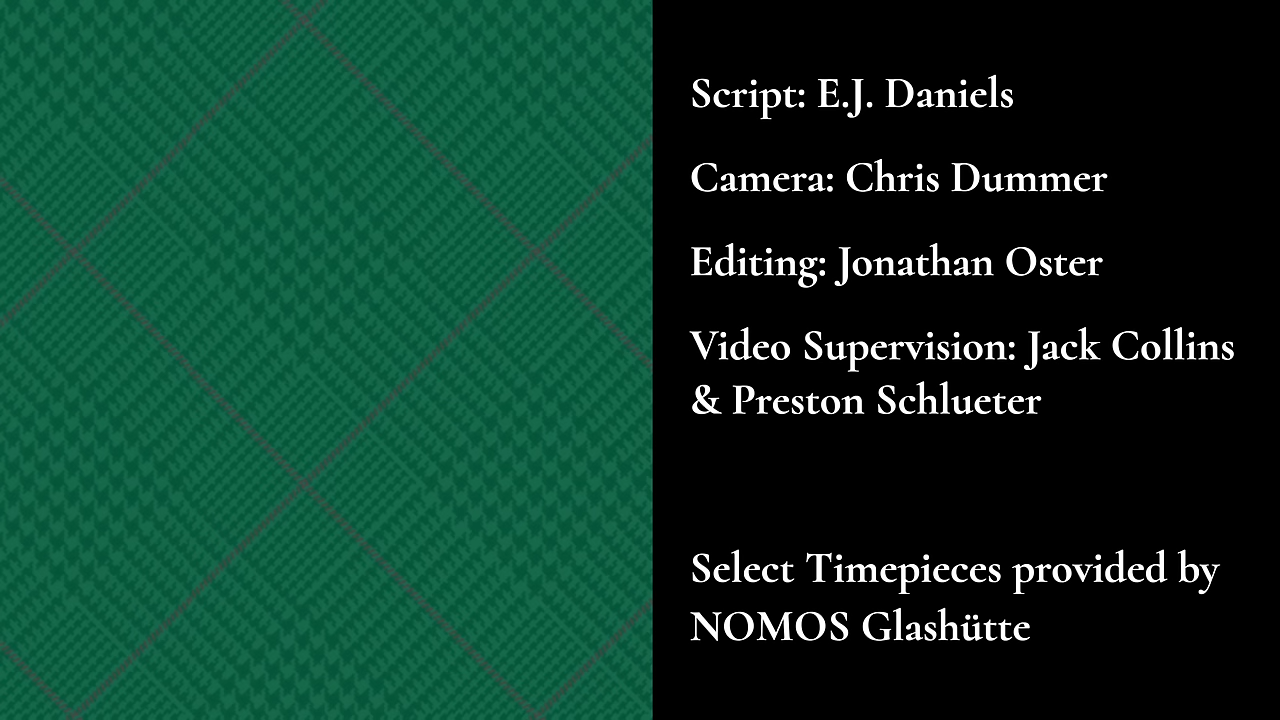 Script: E.J. Daniels
Camera: Chris Dummer
Editing: Jonathan Oster
Video Supervision: Jack Collins
& Preston Schlueter
Select Timepieces provided by
NOMOS Glashütte